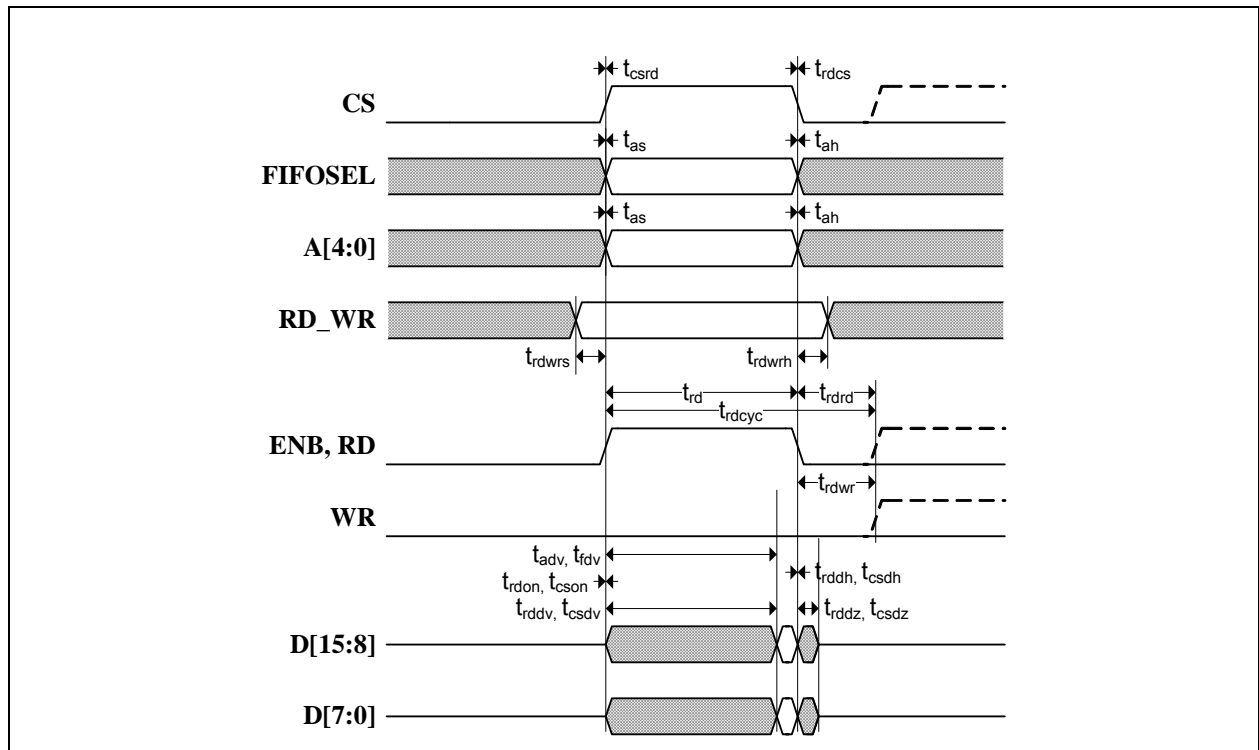 t_csrd t_rdcs
CS
t_as t_ah
FIFOSEL
t_as t_ah
A[4:0]
RD_WR
t_rdwrs t_rdwrh
t_rd t_rdrd
t_rdcyc
ENB, RD
t_rdwr
WR
t_adv, t_fdv
t_rdon, t_cson t_rddh, t_csdh
t_rddv, t_csdv t_rddz, t_csdz
D[15:8]
D[7:0]